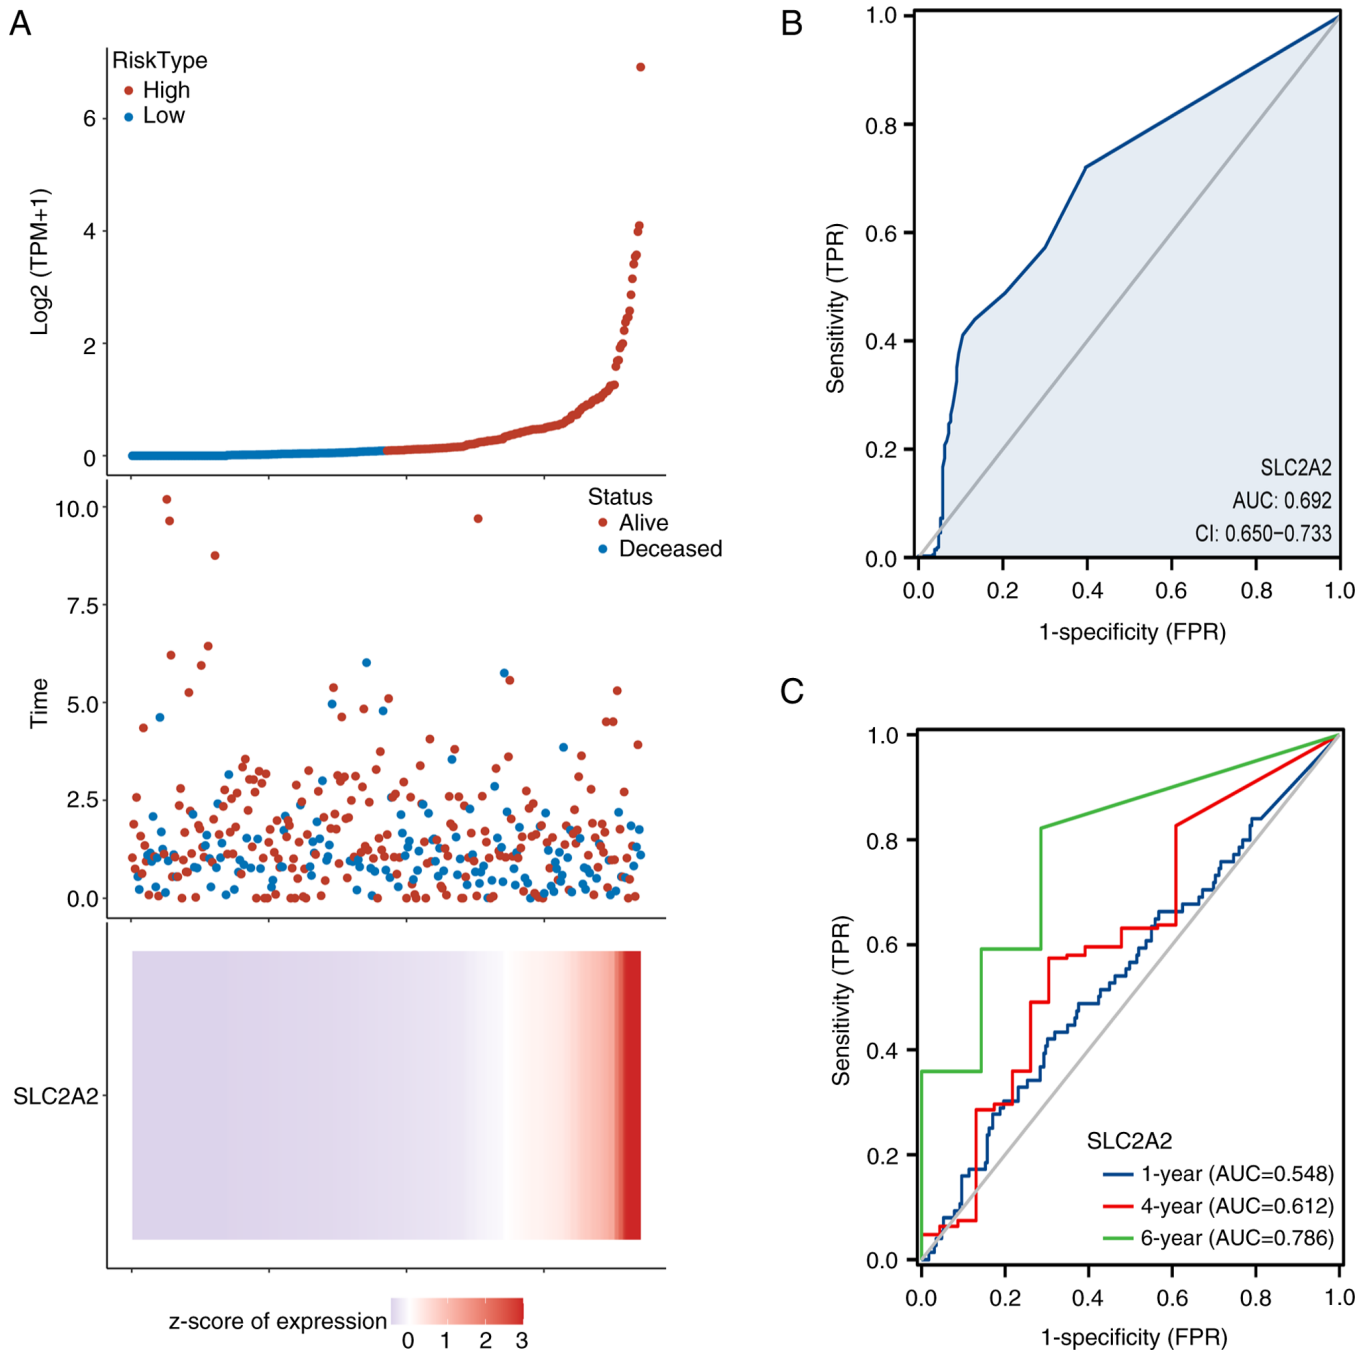 A
RiskType
High
Low
Log2 (TPM+1)
6
4
2
0
Status
Alive
Deceased
Time
10.0
7.5
5.0
2.5
0.0
SLC2A2
z-score of expression
0 1 2 3
B
Sensitivity (TPR)
1.0
0.8
0.6
0.4
0.2
0.0
SLC2A2
AUC: 0.692
CI: 0.650−0.733
0.0 0.2 0.4 0.6 0.8 1.0
1-specificity (FPR)
C
Sensitivity (TPR)
1.0
0.8
0.6
0.4
0.2
0.0
SLC2A2
1-year (AUC=0.548)
4-year (AUC=0.612)
6-year (AUC=0.786)
0.0 0.2 0.4 0.6 0.8 1.0
1-specificity (FPR)